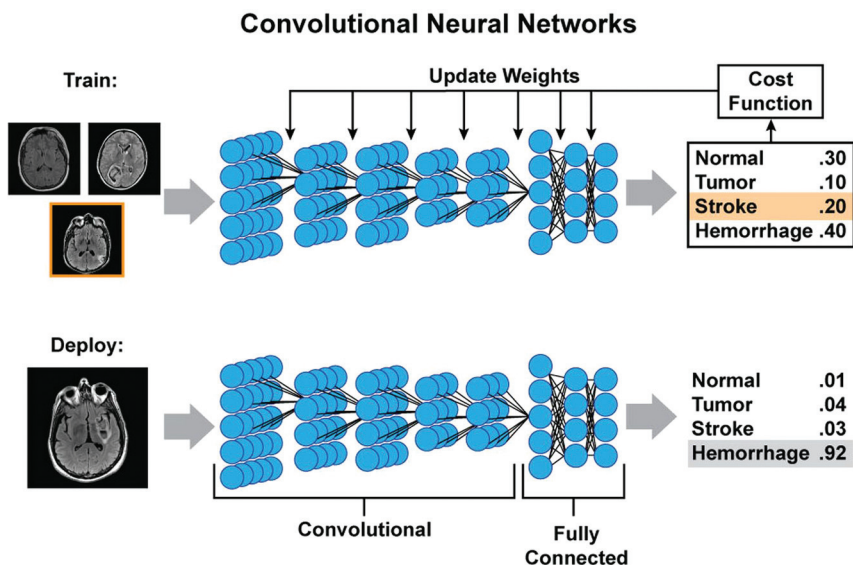 Convolutional Neural Networks
Train:
Update Weights
Cost
Function
Normal .30
Tumor .10
Stroke .20
Hemorrhage .40
Deploy:
Normal .01
Tumor .04
Stroke .03
Hemorrhage .92
Convolutional
Fully
Connected